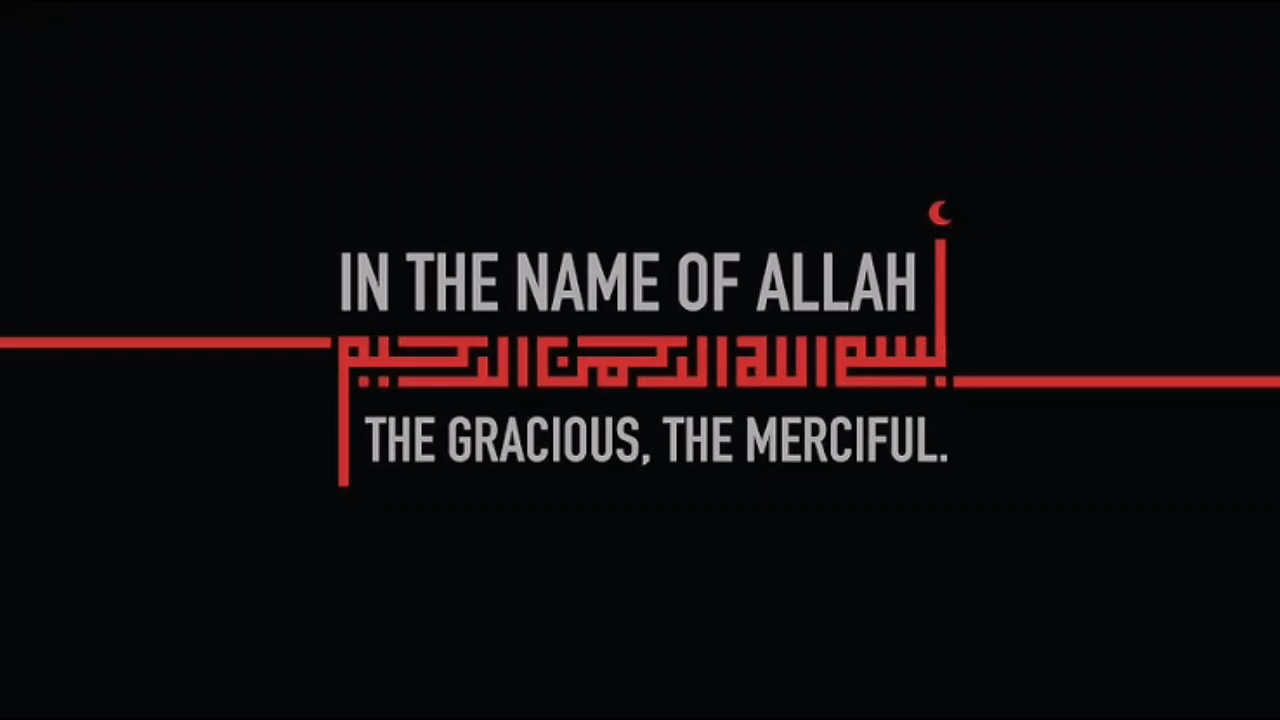 IN THE NAME OF ALLAH
بسم الله الرحمن الرحيم
THE GRACIOUS, THE MERCIFUL.